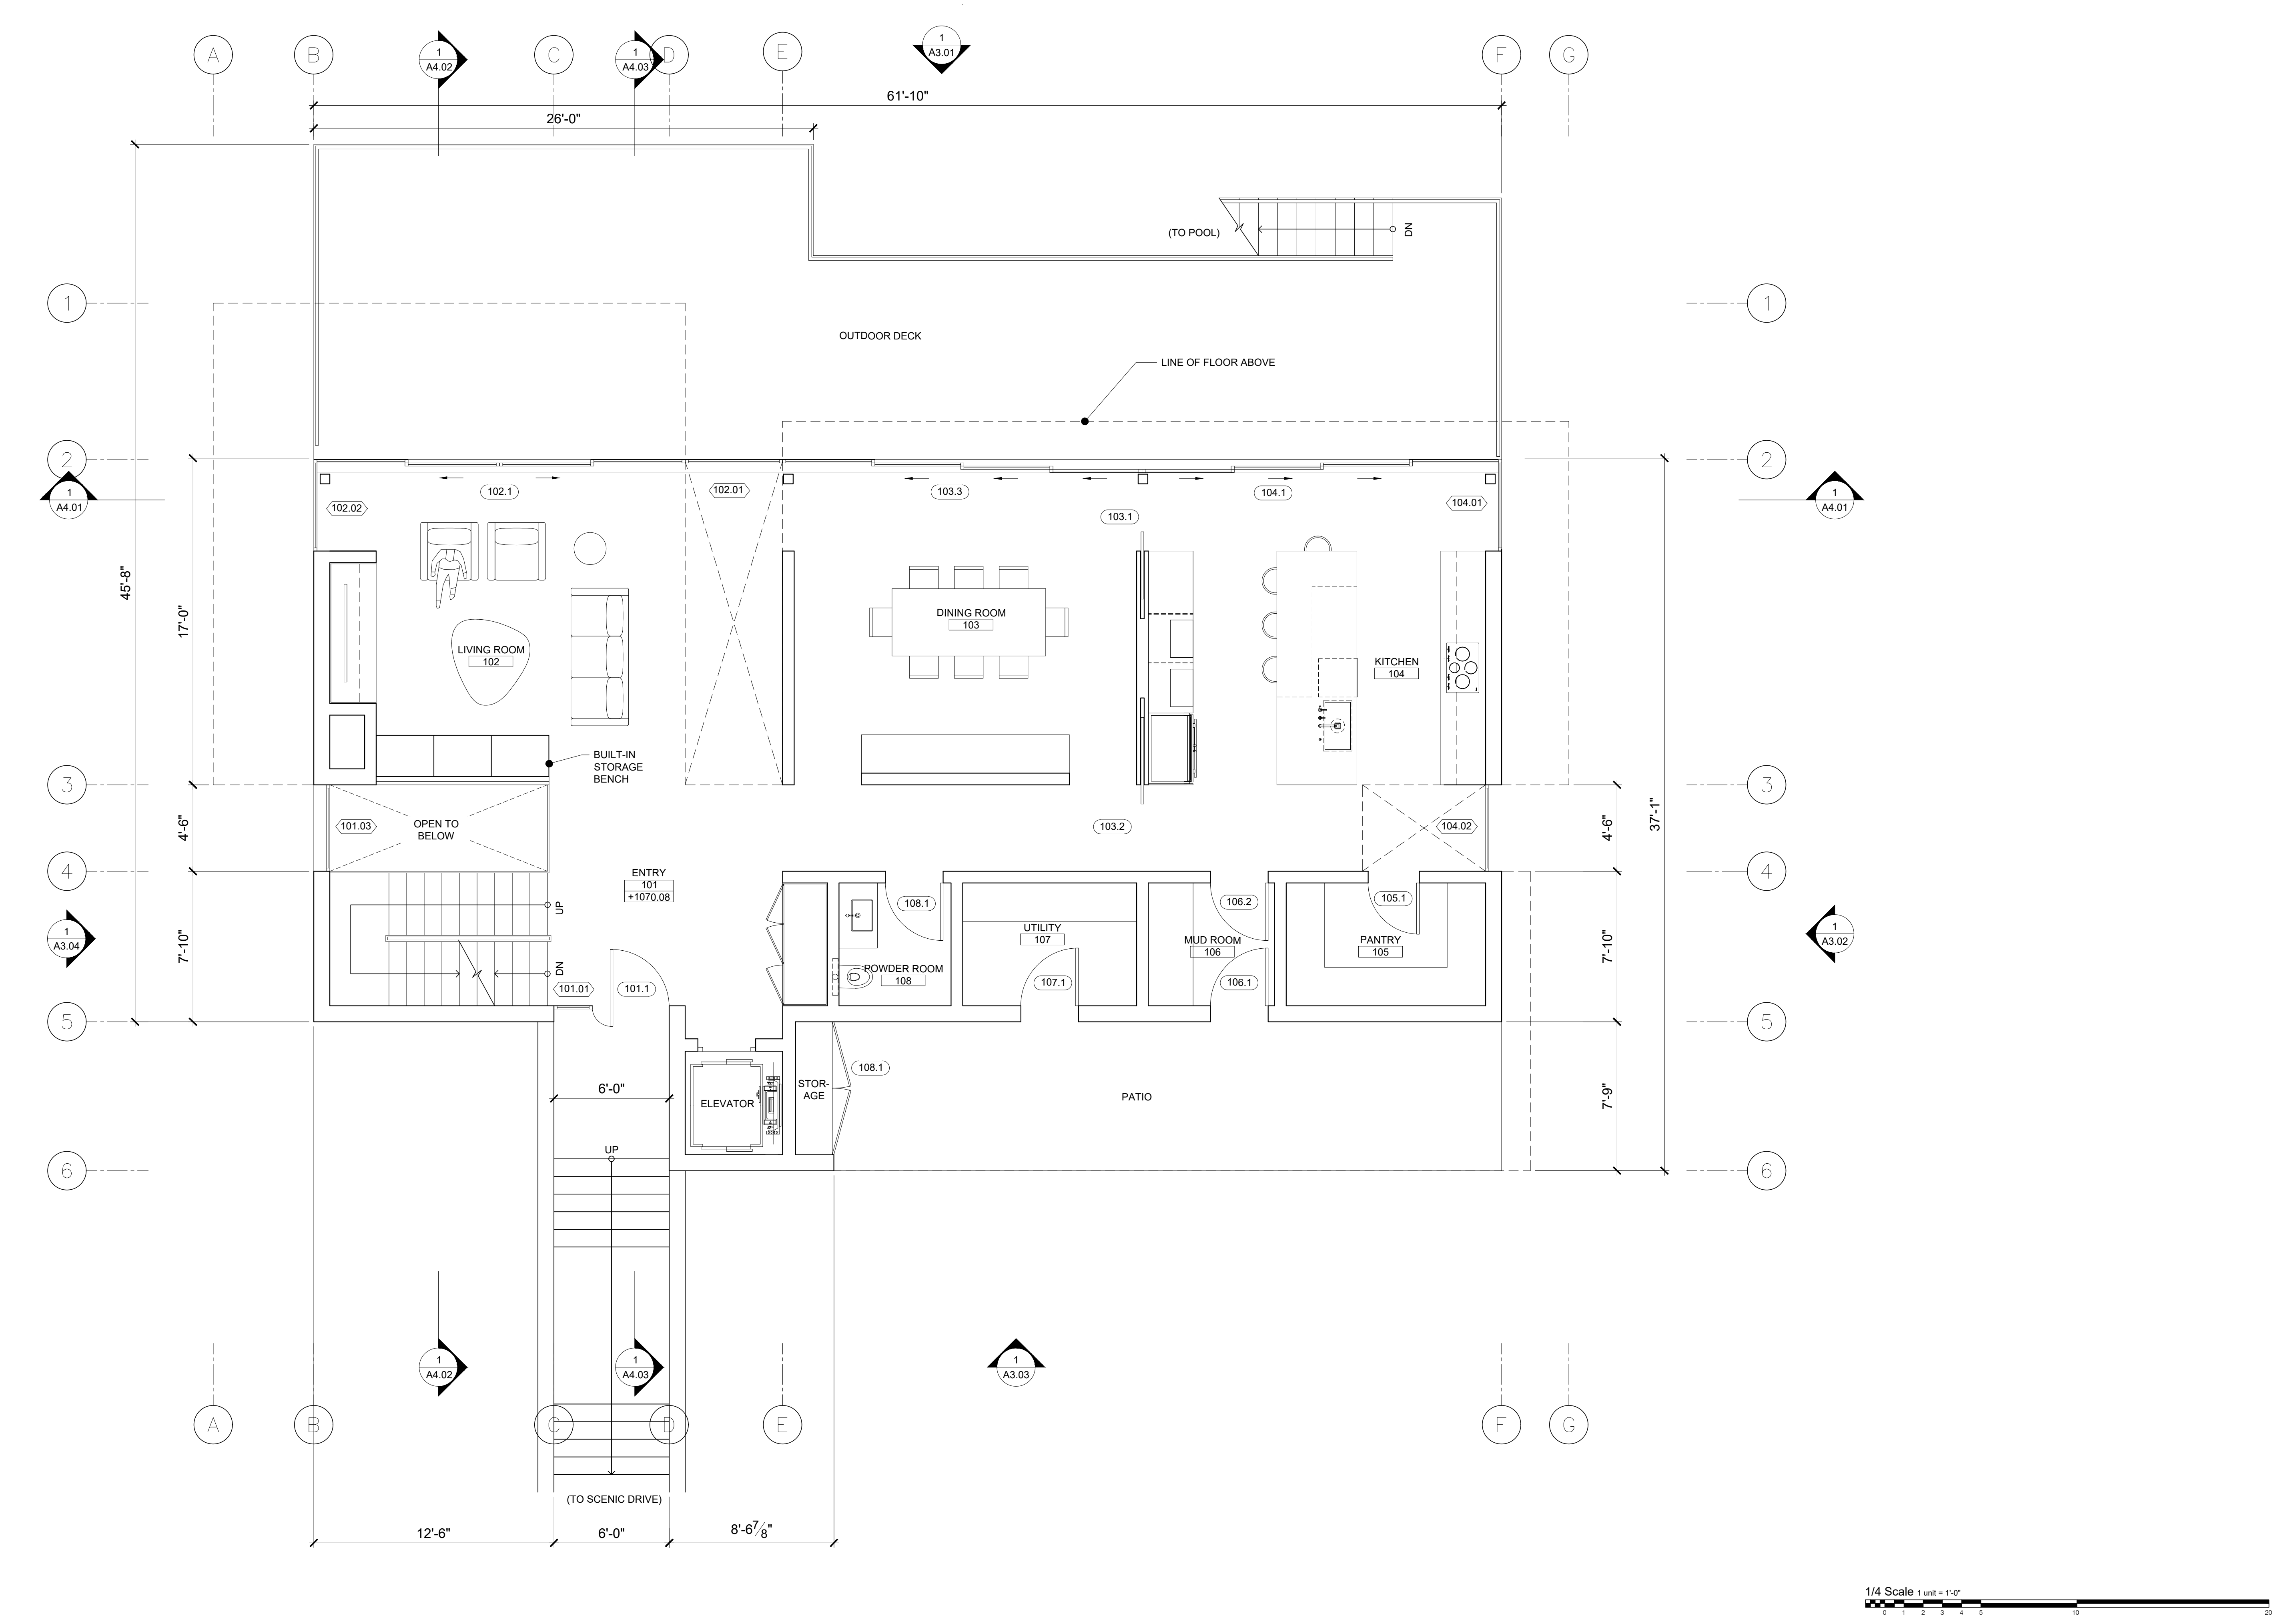 A
B
C
D
E
F
G
1
A4.02
1
A4.03
1
A3.01
61'-10"
26'-0"
(TO POOL)
DN
1
1
OUTDOOR DECK
LINE OF FLOOR ABOVE
2
2
1
A4.01
1
A4.01
102.1
102.01
103.3
104.1
102.02
103.1
104.01
45'-8"
17'-0"
DINING ROOM
103
LIVING ROOM
102
KITCHEN
104
BUILT-IN
STORAGE
BENCH
3
3
101.03
OPEN TO
BELOW
103.2
104.02
4'-6"
4'-6"
37'-1"
4
4
ENTRY
101
+1070.08
UP
108.1
106.2
105.1
1
A3.04
1
A3.02
7'-10"
7'-10"
UTILITY
107
MUD ROOM
106
PANTRY
105
DN
POWDER ROOM
108
101.01
101.1
107.1
106.1
5
5
108.1
STOR-
AGE
6'-0"
ELEVATOR
PATIO
7'-9"
UP
6
6
1
A4.02
1
A4.03
1
A3.03
A
B
C
D
E
F
G
(TO SCENIC DRIVE)
12'-6"
6'-0"
8'-6 7/8"
1/4 Scale 1 unit = 1'-0"
0 1 2 3 4 5 10 20